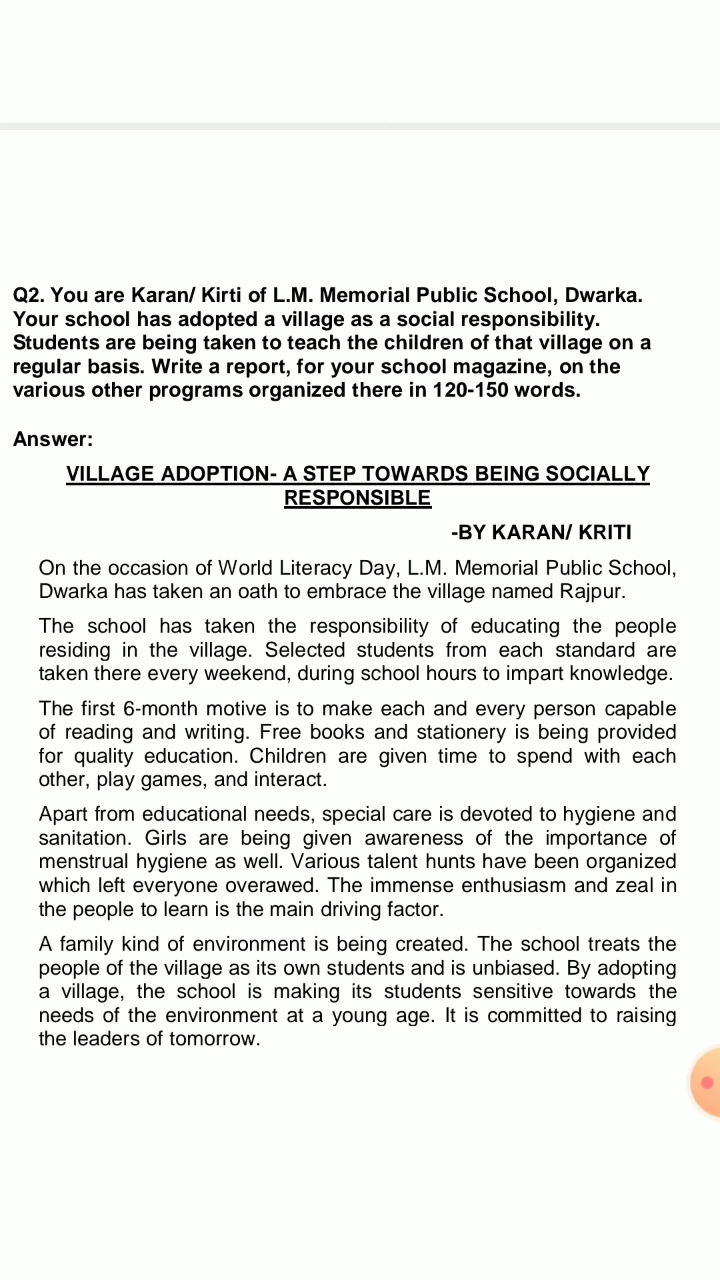 Q2. You are Karan/ Kirti of L.M. Memorial Public School, Dwarka.
Your school has adopted a village as a social responsibility.
Students are being taken to teach the children of that village on a
regular basis. Write a report, for your school magazine, on the
various other programs organized there in 120-150 words.
Answer:
VILLAGE ADOPTION- A STEP TOWARDS BEING SOCIALLY
RESPONSIBLE
-BY KARAN/ KRITI
On the occasion of World Literacy Day, L.M. Memorial Public School,
Dwarka has taken an oath to embrace the village named Rajpur.
The school has taken the responsibility of educating the people
residing in the village. Selected students from each standard are
taken there every weekend, during school hours to impart knowledge.
The first 6-month motive is to make each and every person capable
of reading and writing. Free books and stationery is being provided
for quality education. Children are given time to spend with each
other, play games, and interact.
Apart from educational needs, special care is devoted to hygiene and
sanitation. Girls are being given awareness of the importance of
menstrual hygiene as well. Various talent hunts have been organized
which left everyone overawed. The immense enthusiasm and zeal in
the people to learn is the main driving factor.
A family kind of environment is being created. The school treats the
people of the village as its own students and is unbiased. By adopting
a village, the school is making its students sensitive towards the
needs of the environment at a young age. It is committed to raising
the leaders of tomorrow.